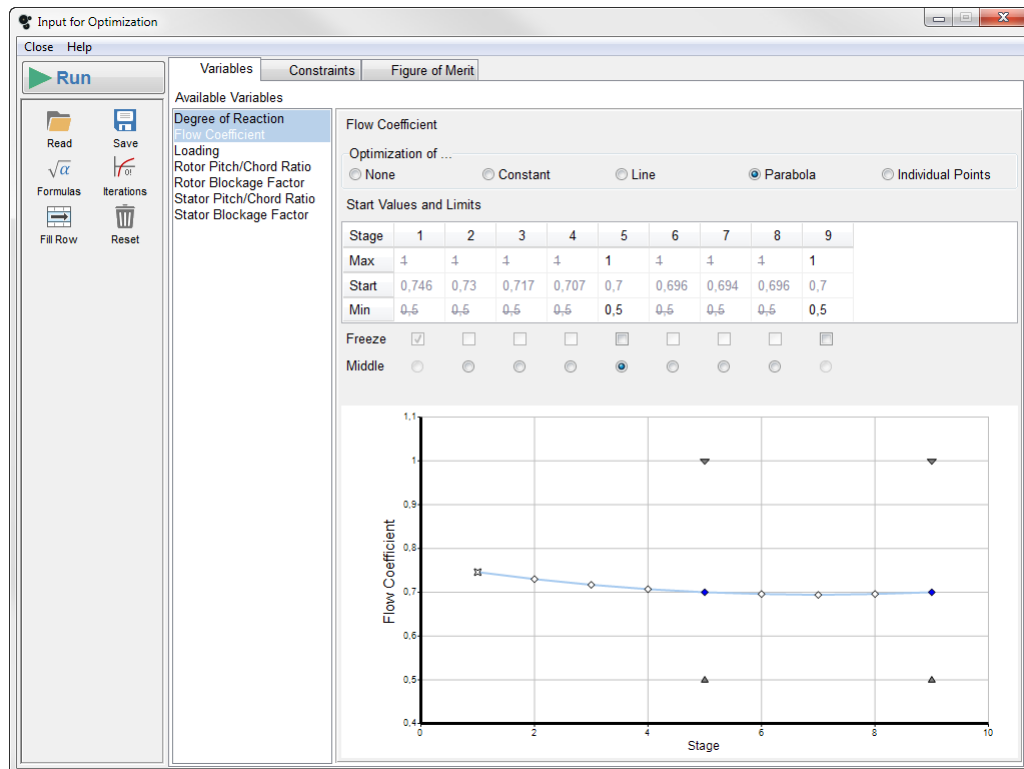 Input for Optimization
Close Help
Run
Variables Constraints Figure of Merit
Available Variables
Read Save
Formulas Iterations
Fill Row Reset
Degree of Reaction
Flow Coefficient
Loading
Rotor Pitch/Chord Ratio
Rotor Blockage Factor
Stator Pitch/Chord Ratio
Stator Blockage Factor
Flow Coefficient
Optimization of ...
None Constant Line Parabola Individual Points
Start Values and Limits
Stage 1 2 3 4 5 6 7 8 9
Max 1 1 1 1 1 1 1 1 1
Start 0,746 0,73 0,717 0,707 0,7 0,696 0,694 0,696 0,7
Min 0,5 0,5 0,5 0,5 0,5 0,5 0,5 0,5 0,5
Freeze
Middle
1,1
1
0,9
0,8
0,7
0,6
0,5
0,4
Flow Coefficient
0 2 4 6 8 10
Stage